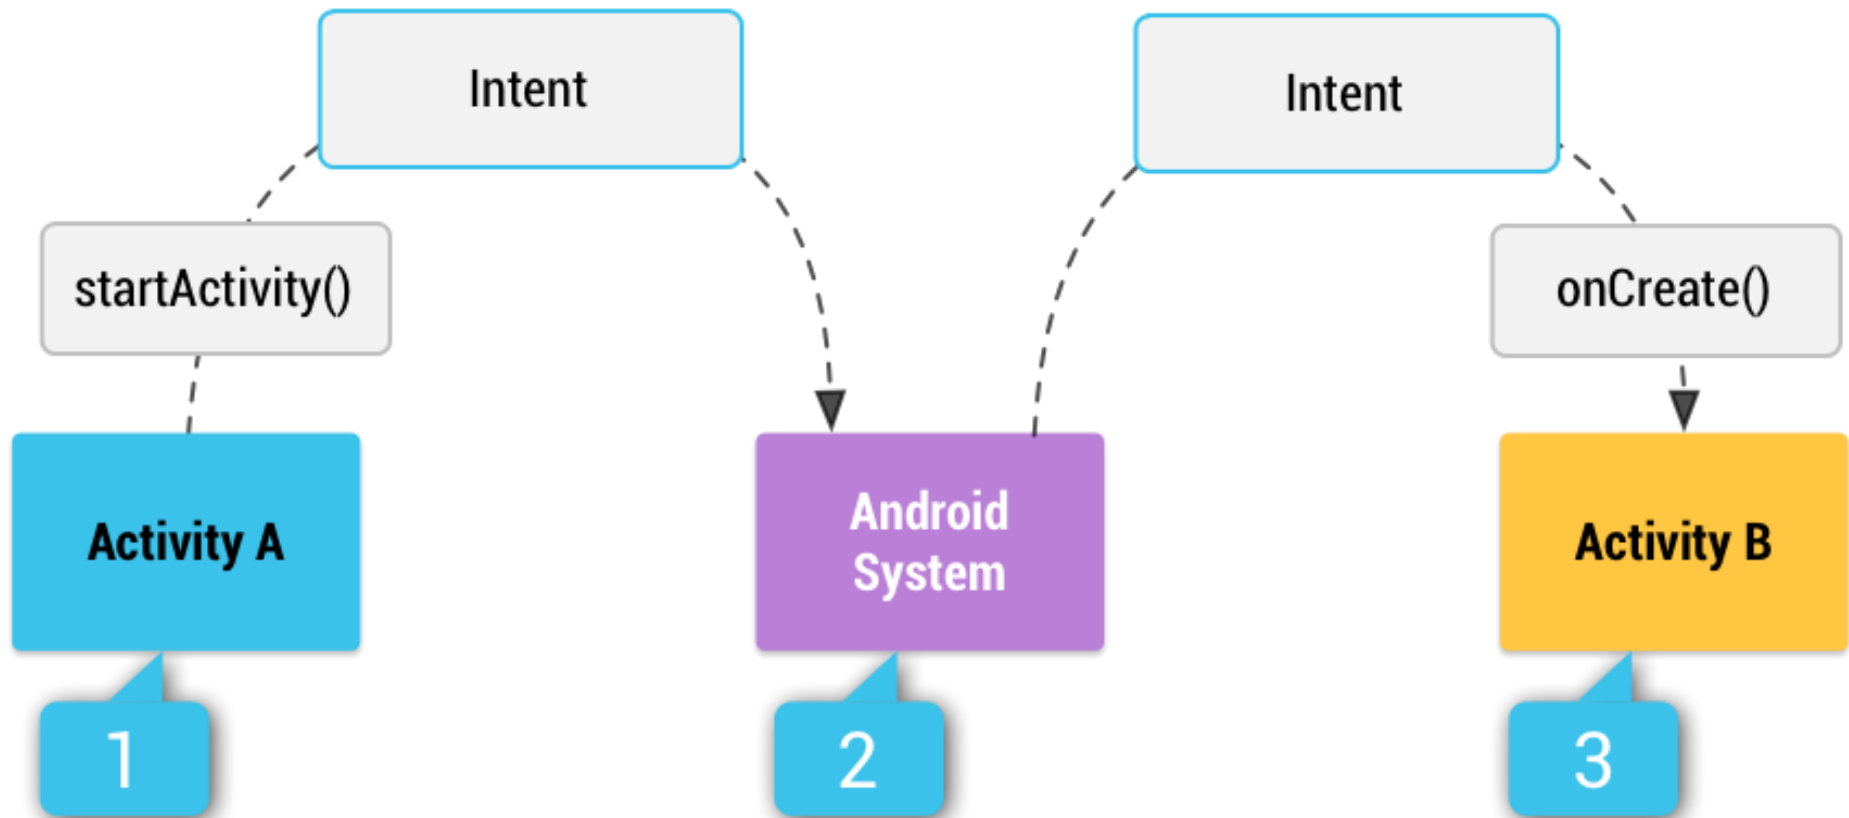 Intent
Intent
startActivity()
onCreate()
Activity A
Android
System
Activity B
1
2
3